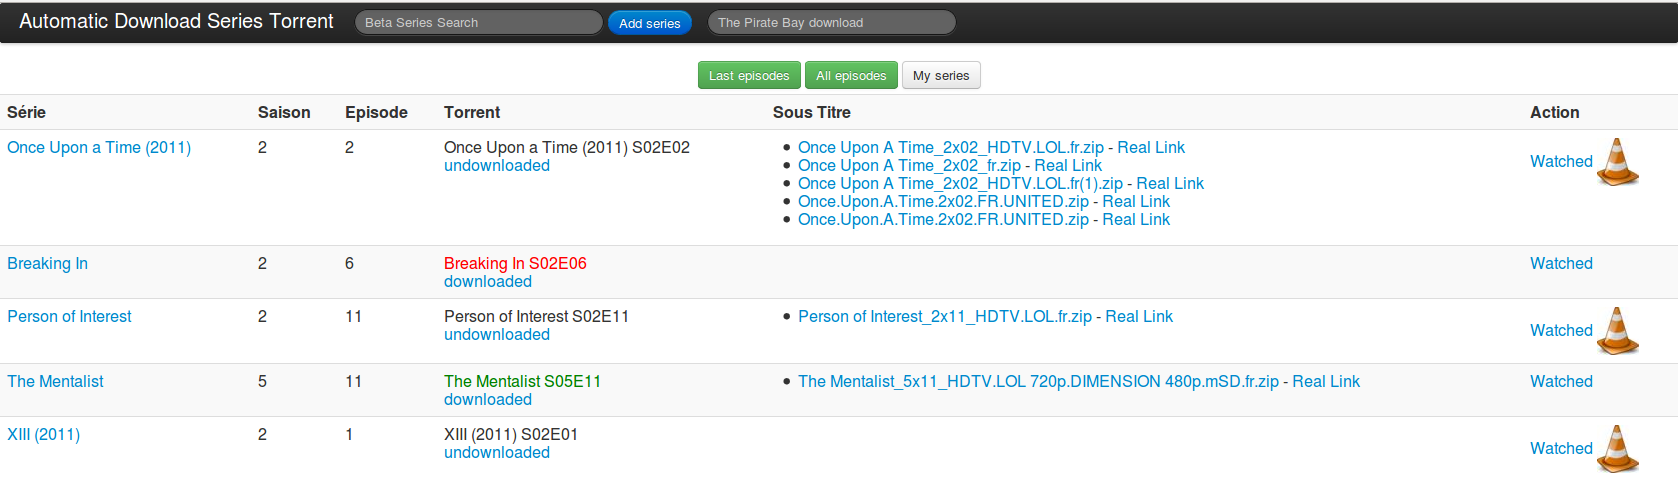 Automatic Download Series Torrent Beta Series Search Add series The Pirate Bay download
Last episodes All episodes My series
Série Saison Episode Torrent Sous Titre Action
Once Upon a Time (2011) 2 2 Once Upon a Time (2011) S02E02
undownloaded
• Once Upon A Time_2x02_HDTV.LOL.fr.zip - Real Link
• Once Upon A Time_2x02_fr.zip - Real Link
• Once Upon A Time_2x02_HDTV.LOL.fr(1).zip - Real Link
• Once.Upon.A.Time.2x02.FR.UNITED.zip - Real Link
• Once.Upon.A.Time.2x02.FR.UNITED.zip - Real Link
Watched
Breaking In 2 6 Breaking In S02E06
downloaded
Watched
Person of Interest 2 11 Person of Interest S02E11
undownloaded
• Person of Interest_2x11_HDTV.LOL.fr.zip - Real Link
Watched
The Mentalist 5 11 The Mentalist S05E11
downloaded
• The Mentalist_5x11_HDTV.LOL 720p.DIMENSION 480p.mSD.fr.zip - Real Link
Watched
XIII (2011) 2 1 XIII (2011) S02E01
undownloaded
Watched